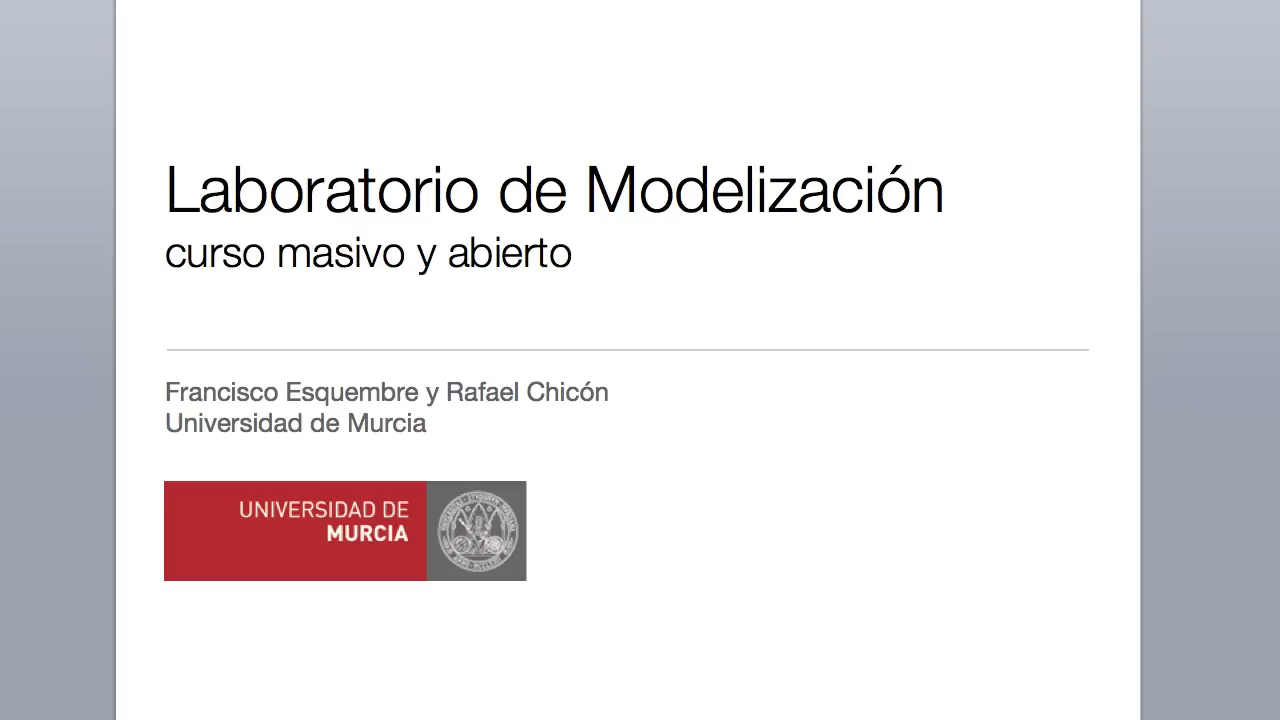 Laboratorio de Modelización
curso masivo y abierto
Francisco Esquembre y Rafael Chicón
Universidad de Murcia
UNIVERSIDAD DE
MURCIA